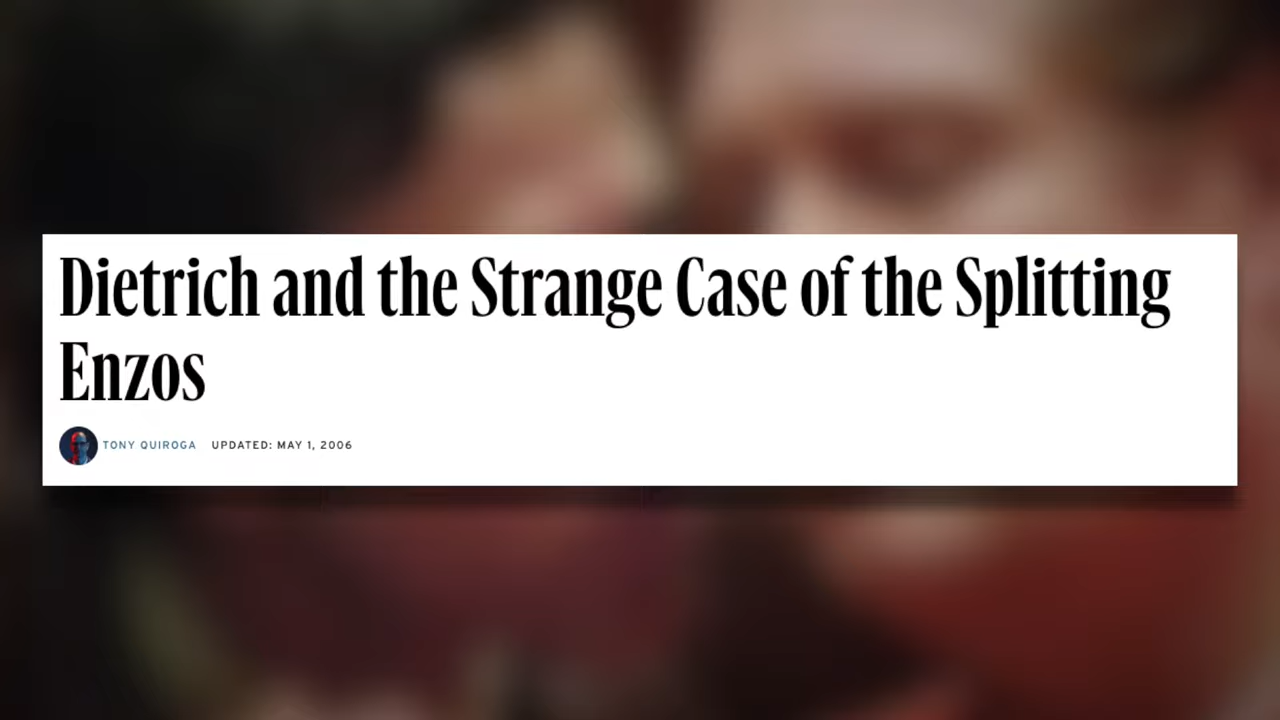 Dietrich and the Strange Case of the Splitting
Enzos
TONY QUIROGA UPDATED: MAY 1, 2006